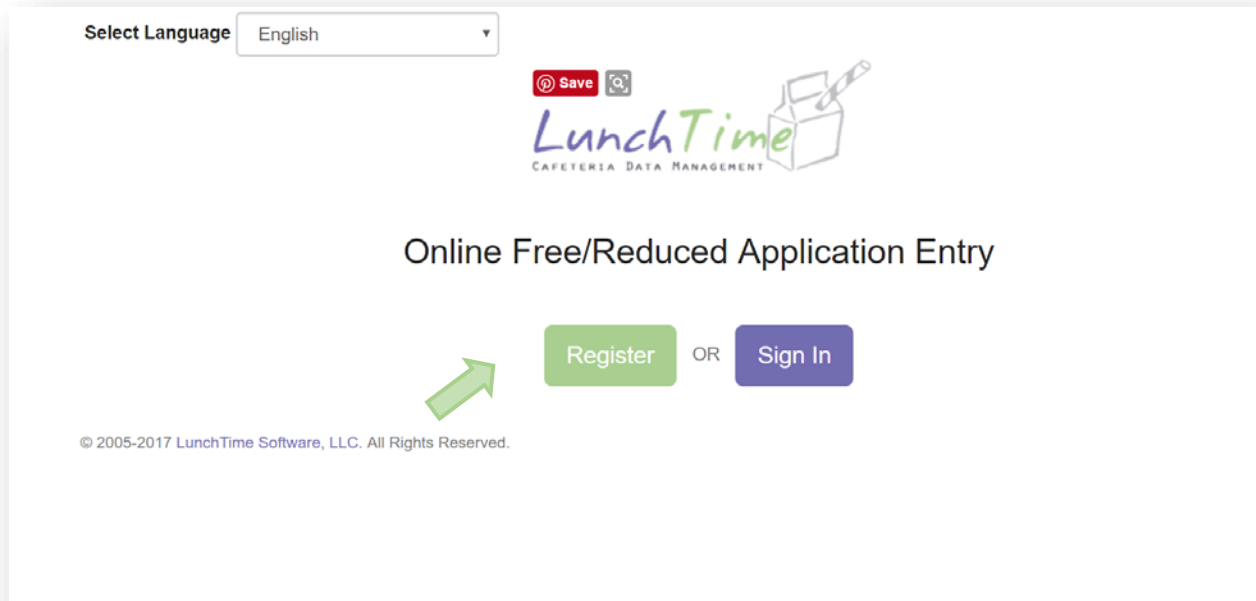 Select Language English
Save
LunchTime
CAFETERIA DATA MANAGEMENT
Online Free/Reduced Application Entry
Register OR Sign In
© 2005-2017 LunchTime Software, LLC. All Rights Reserved.